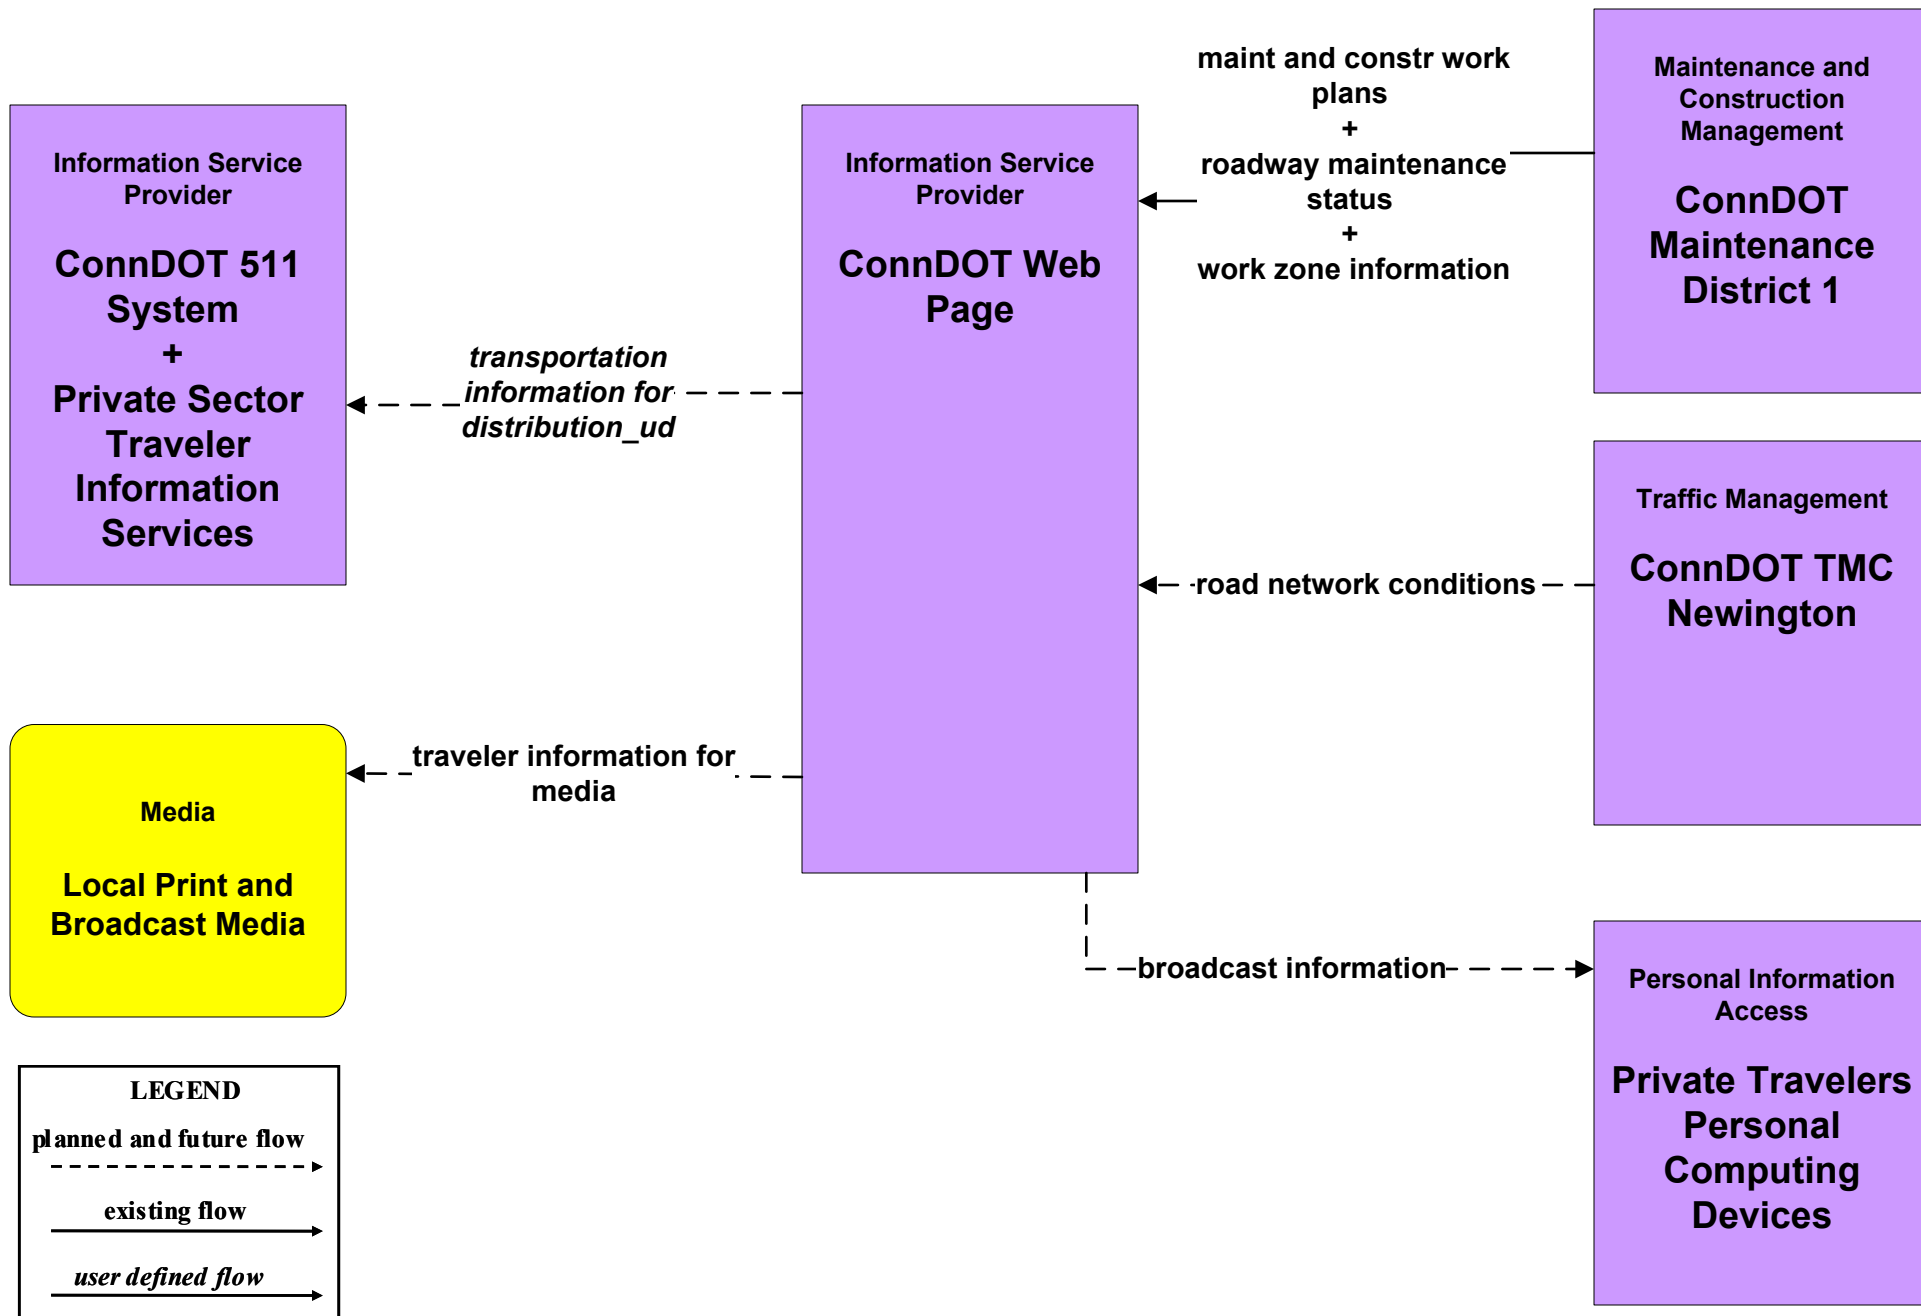 Information Service
Provider
ConnDOT 511
System
+
Private Sector
Traveler
Information
Services
transportation
information for
distribution_ud
Information Service
Provider
ConnDOT Web
Page
maint and constr work
plans
+
roadway maintenance
status
+
work zone information
Maintenance and
Construction
Management
ConnDOT
Maintenance
District 1
road network conditions
Traffic Management
ConnDOT TMC
Newington
Media
Local Print and
Broadcast Media
traveler information for
media
broadcast information
Personal Information
Access
Private Travelers
Personal
Computing
Devices
LEGEND
planned and future flow
existing flow
user defined flow